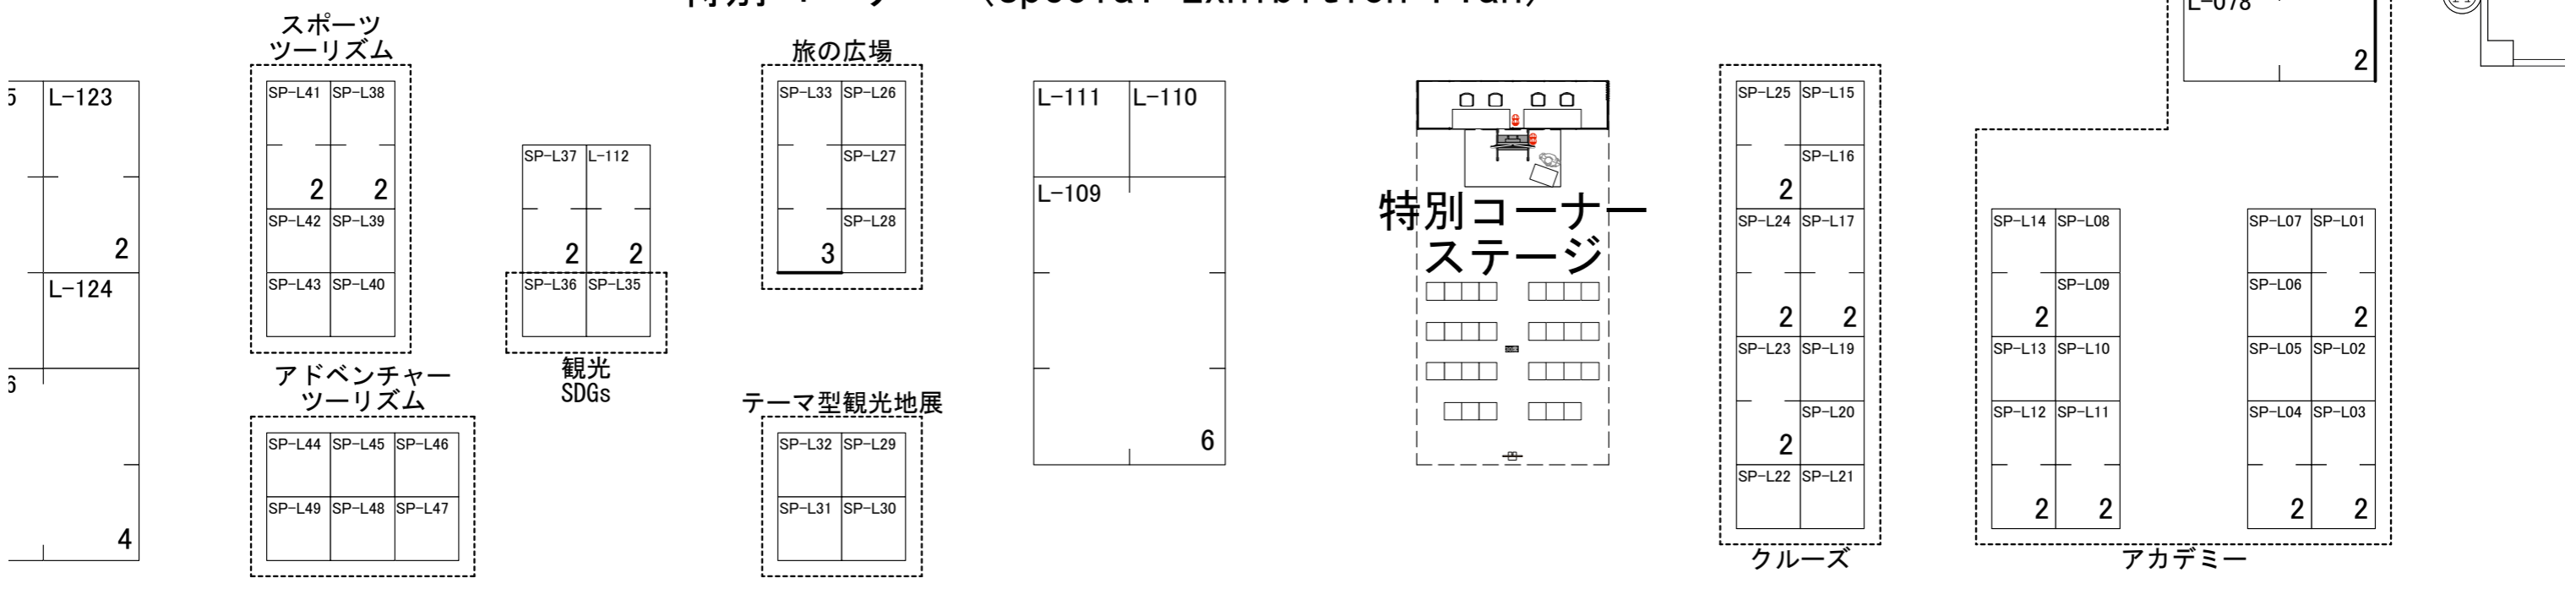 (Special Exhibition Plan)
L-078
2
スポーツ
ツーリズム
旅の広場
L-123
2
L-124
4
SP-L41 SP-L38
2 2
SP-L42 SP-L39
SP-L43 SP-L40
アドベンチャー
ツーリズム
SP-L44 SP-L45 SP-L46
SP-L49 SP-L48 SP-L47
SP-L37 L-112
2 2
SP-L36 SP-L35
観光
SDGs
SP-L33 SP-L26
SP-L27
SP-L28
3
テーマ型観光地展
SP-L32 SP-L29
SP-L31 SP-L30
L-111 L-110
L-109
6
特別コーナー
ステージ
SP-L25 SP-L15
SP-L16
2
SP-L24 SP-L17
2 2
SP-L23 SP-L19
SP-L20
2
SP-L22 SP-L21
クルーズ
SP-L14 SP-L08
SP-L09
2
SP-L13 SP-L10
SP-L12 SP-L11
2 2
SP-L07 SP-L01
SP-L06
2
SP-L05 SP-L02
SP-L04 SP-L03
2 2
アカデミー